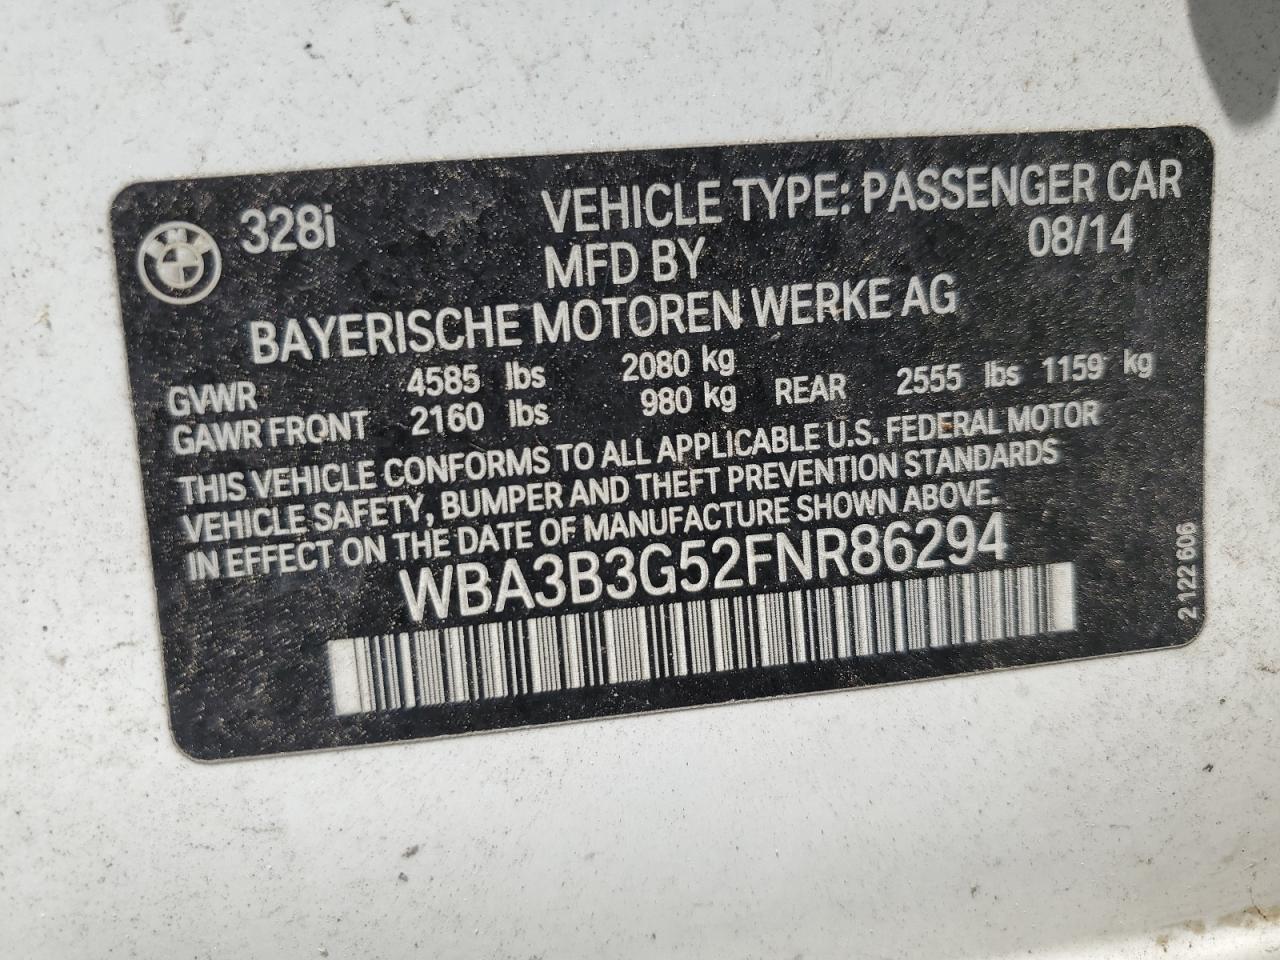 BMW
328i VEHICLE TYPE: PASSENGER CAR
MFD BY 08/14
BAYERISCHE MOTOREN WERKE AG
GVWR 4585 lbs 2080 kg
GAWR FRONT 2160 lbs 980 kg REAR 2555 lbs 1159 kg
THIS VEHICLE CONFORMS TO ALL APPLICABLE U.S. FEDERAL MOTOR
VEHICLE SAFETY, BUMPER AND THEFT PREVENTION STANDARDS
IN EFFECT ON THE DATE OF MANUFACTURE SHOWN ABOVE.
WBA3B3G52FNR86294
2 122 606